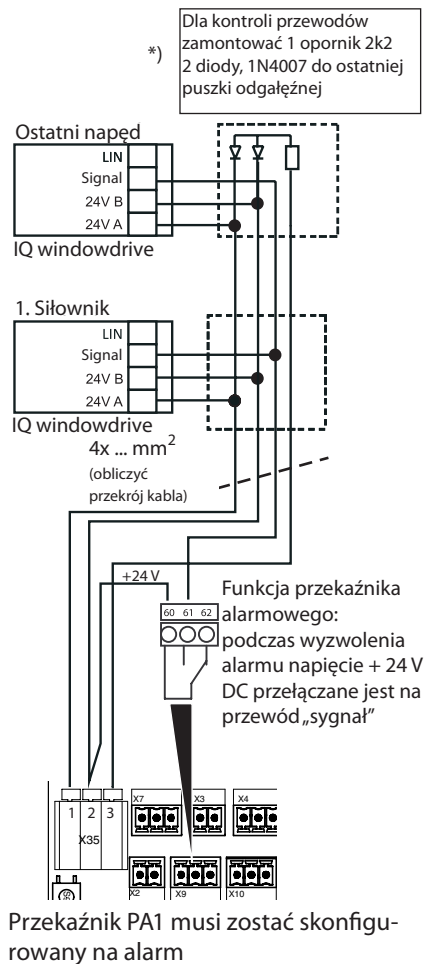 *)
Dla kontroli przewodów
zamontować 1 opornik 2k2
2 diody, 1N4007 do ostatniej
puszki odgałęźnej
Ostatni napęd
LIN
Signal
24V B
24V A
IQ windowdrive
1. Siłownik
LIN
Signal
24V B
24V A
IQ windowdrive
4x ... mm²
(obliczyć
przekrój kabla)
+24 V
60 61 62
Funkcja przekaźnika
alarmowego:
podczas wyzwolenia
alarmu napięcie + 24 V
DC przełączane jest na
przewód „sygnał”
1 2 3
X35
X7 X3 X4
X2 X9 X10
Przekaźnik PA1 musi zostać skonfigu-
rowany na alarm